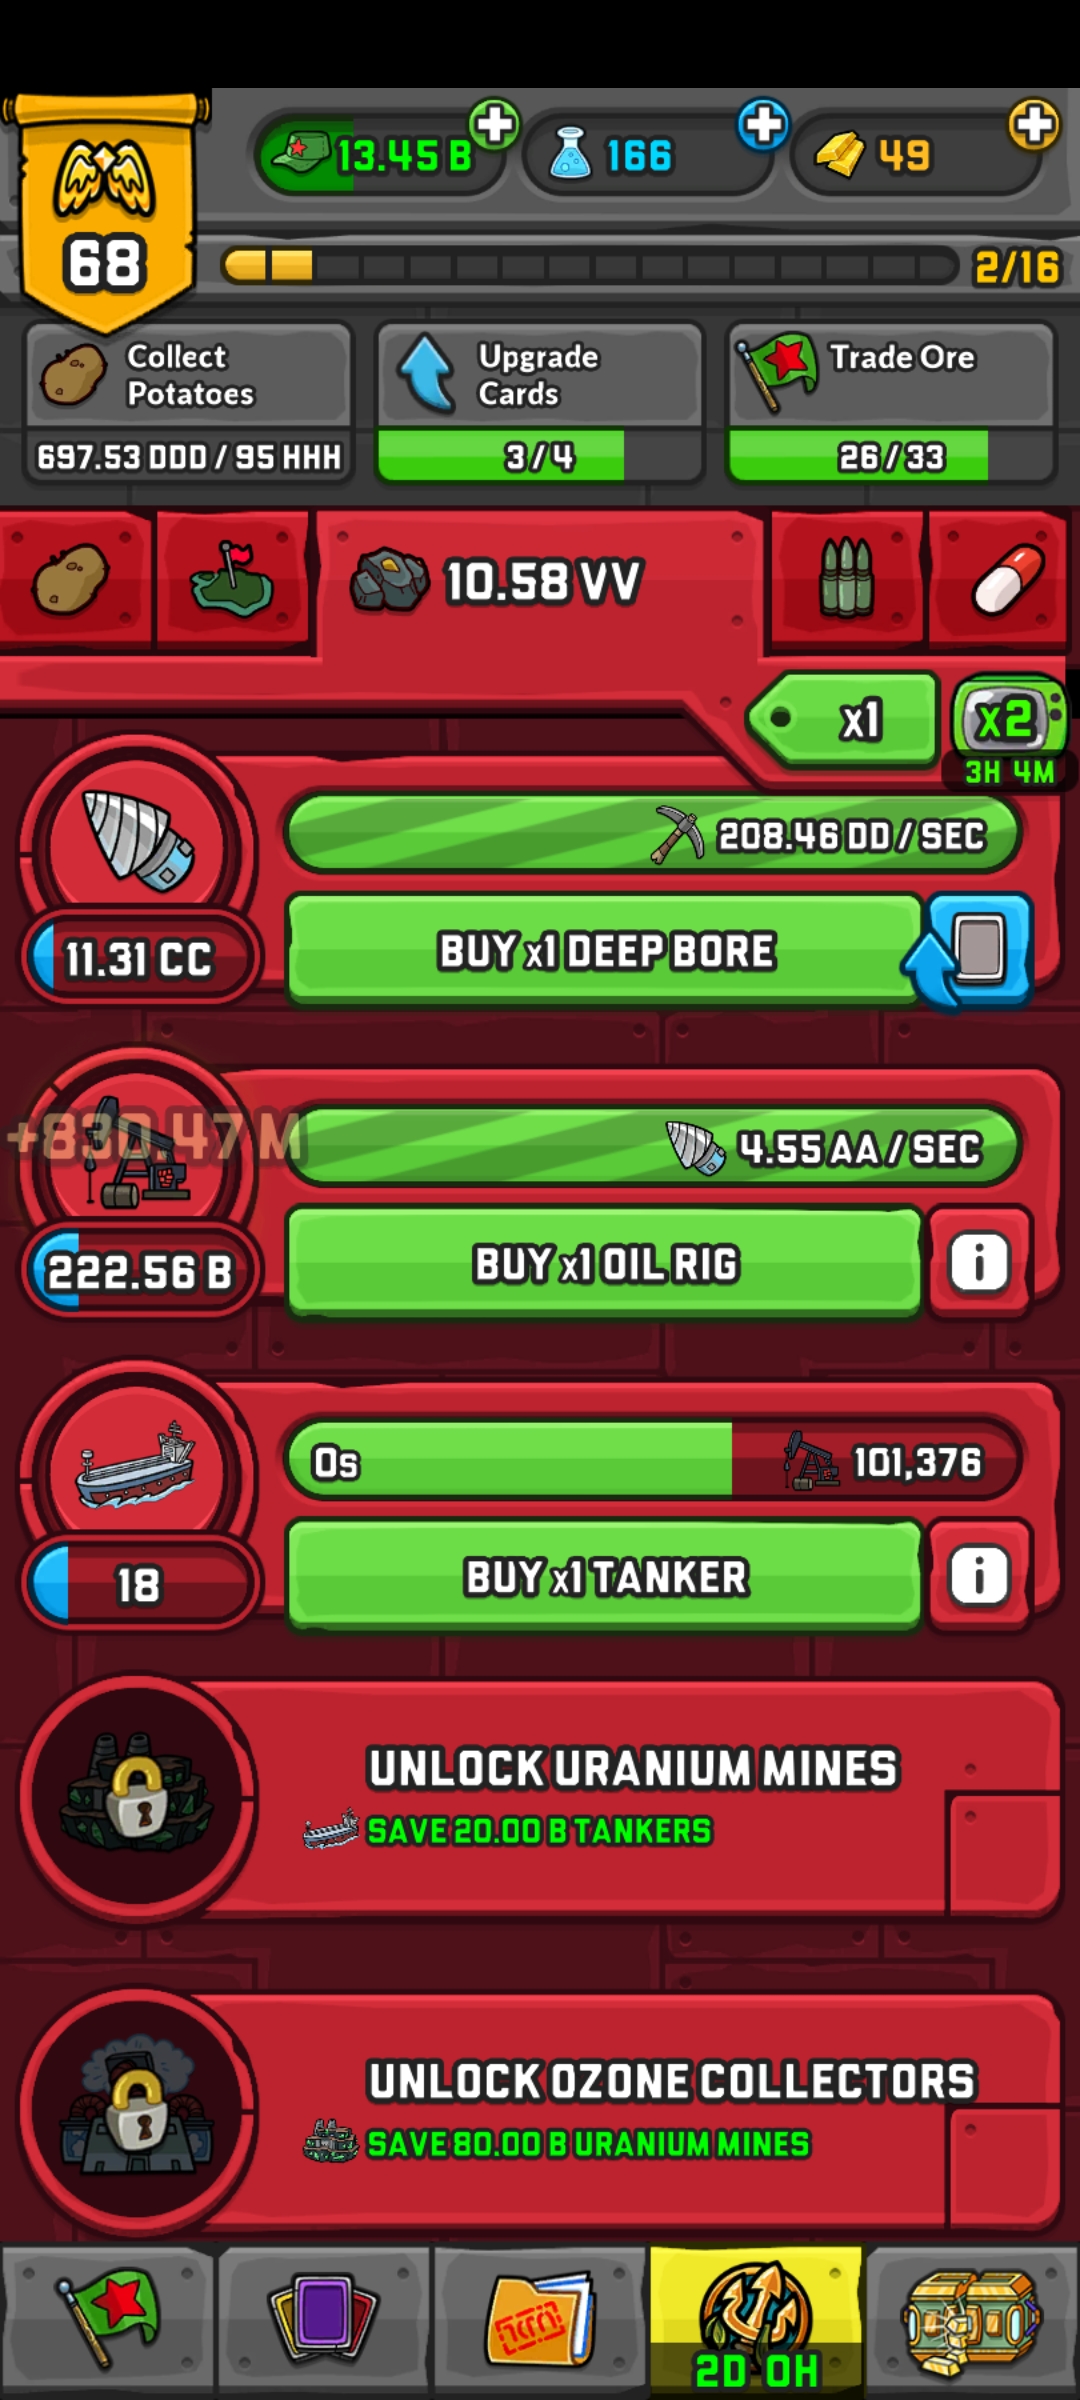 13.45 B
166
49
68
2/16
Collect
Potatoes
Upgrade
Cards
Trade Ore
697.53 DDD / 95 HHH
3/4
26/33
10.58 VV
x1
x2
3H 4M
208.46 DD / SEC
11.31 CC
BUY x1 DEEP BORE
+830.47 M
4.55 AA / SEC
222.56 B
BUY x1 OIL RIG
i
0s
101,376
18
BUY x1 TANKER
i
UNLOCK URANIUM MINES
SAVE 20.00 B TANKERS
UNLOCK OZONE COLLECTORS
SAVE 80.00 B URANIUM MINES
2D 0H